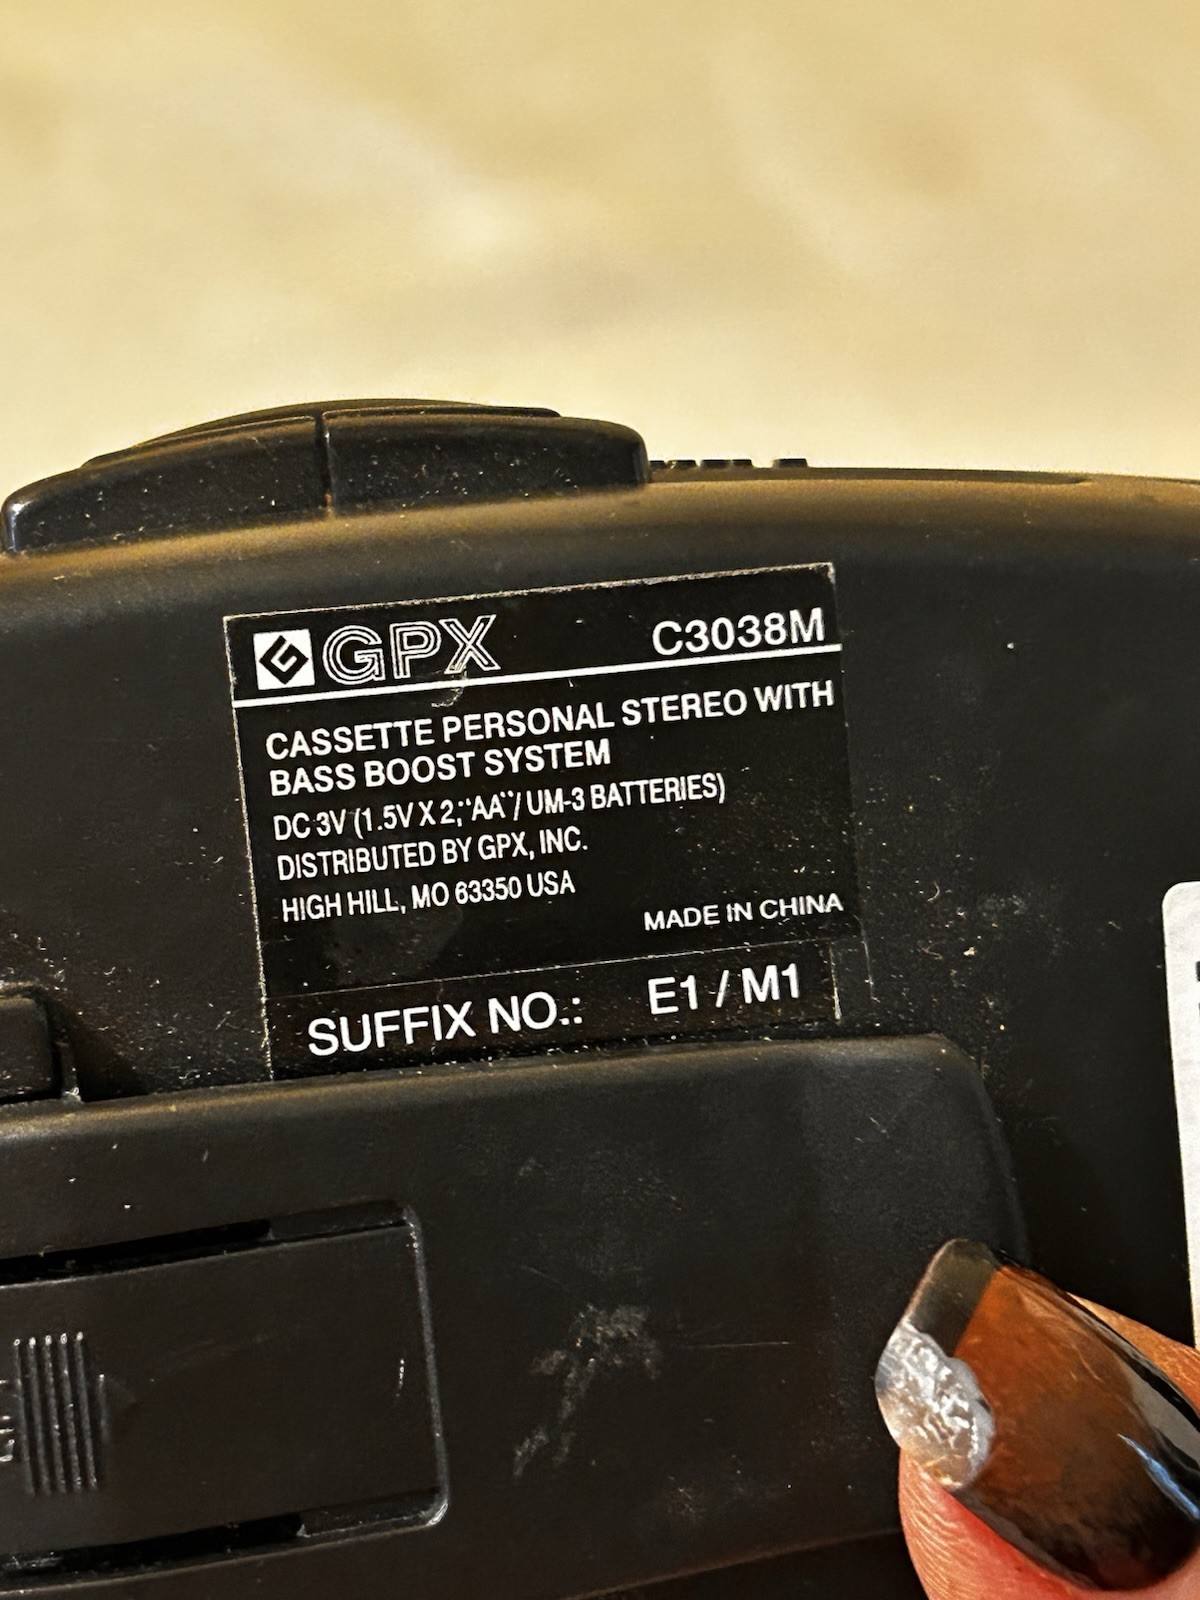 GPX C3038M
CASSETTE PERSONAL STEREO WITH
BASS BOOST SYSTEM
DC 3V (1.5V X 2;"AA"/ UM-3 BATTERIES)
DISTRIBUTED BY GPX, INC.
HIGH HILL, MO 63350 USA
MADE IN CHINA
SUFFIX NO.: E1 / M1